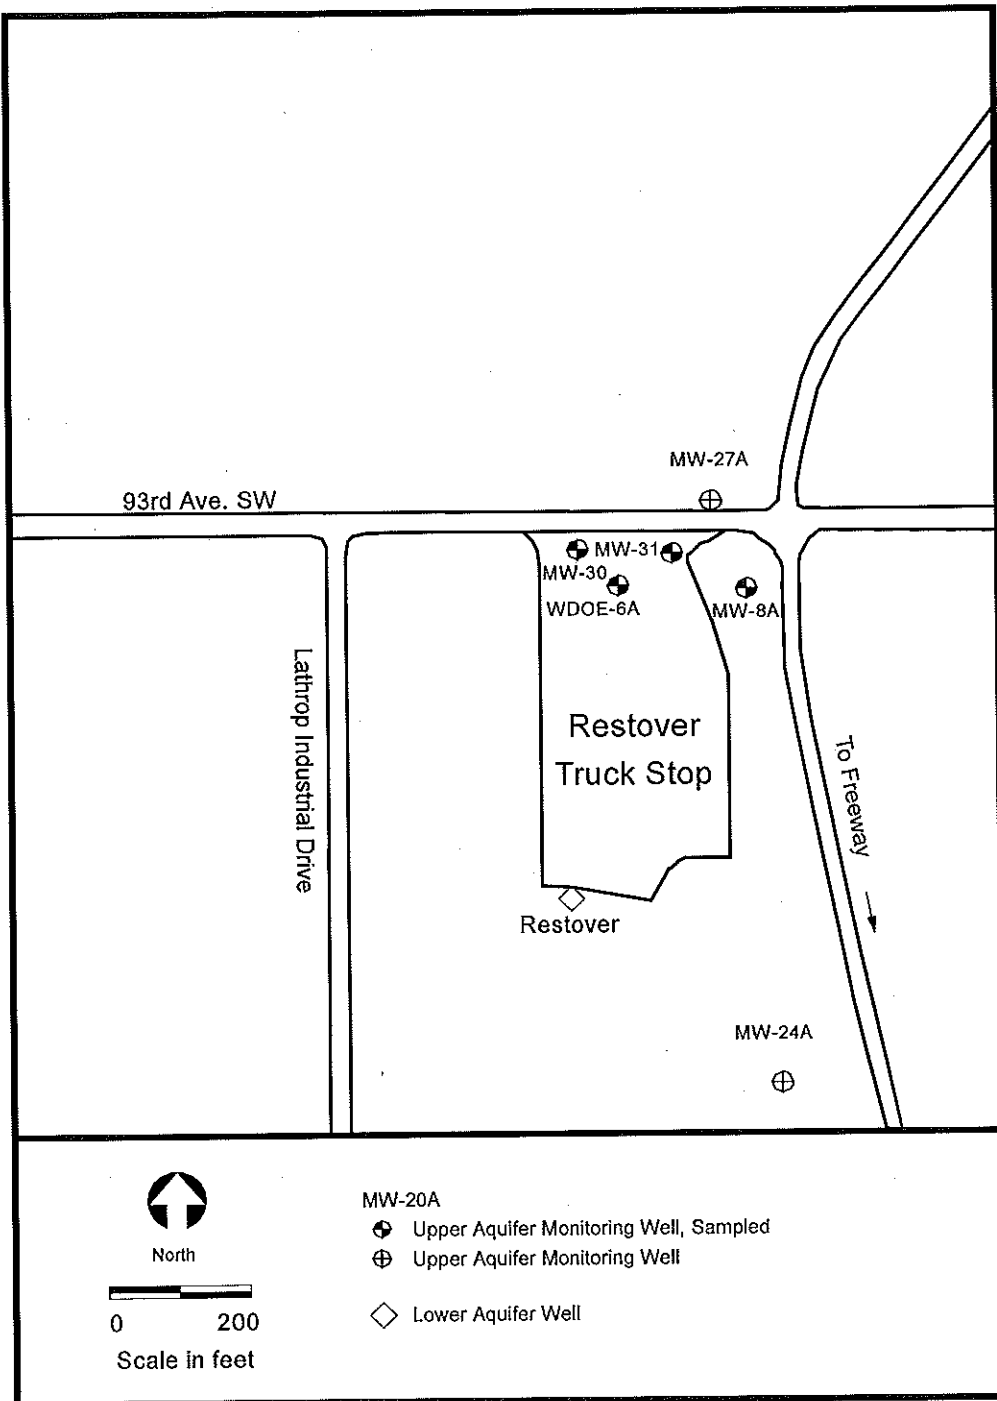 MW-27A
93rd Ave. SW
MW-31
MW-30
WDOE-6A
MW-8A
Lathrop Industrial Drive
Restover
Truck Stop
To Freeway
Restover
MW-24A
North
0 200
Scale in feet
MW-20A
Upper Aquifer Monitoring Well, Sampled
Upper Aquifer Monitoring Well
Lower Aquifer Well